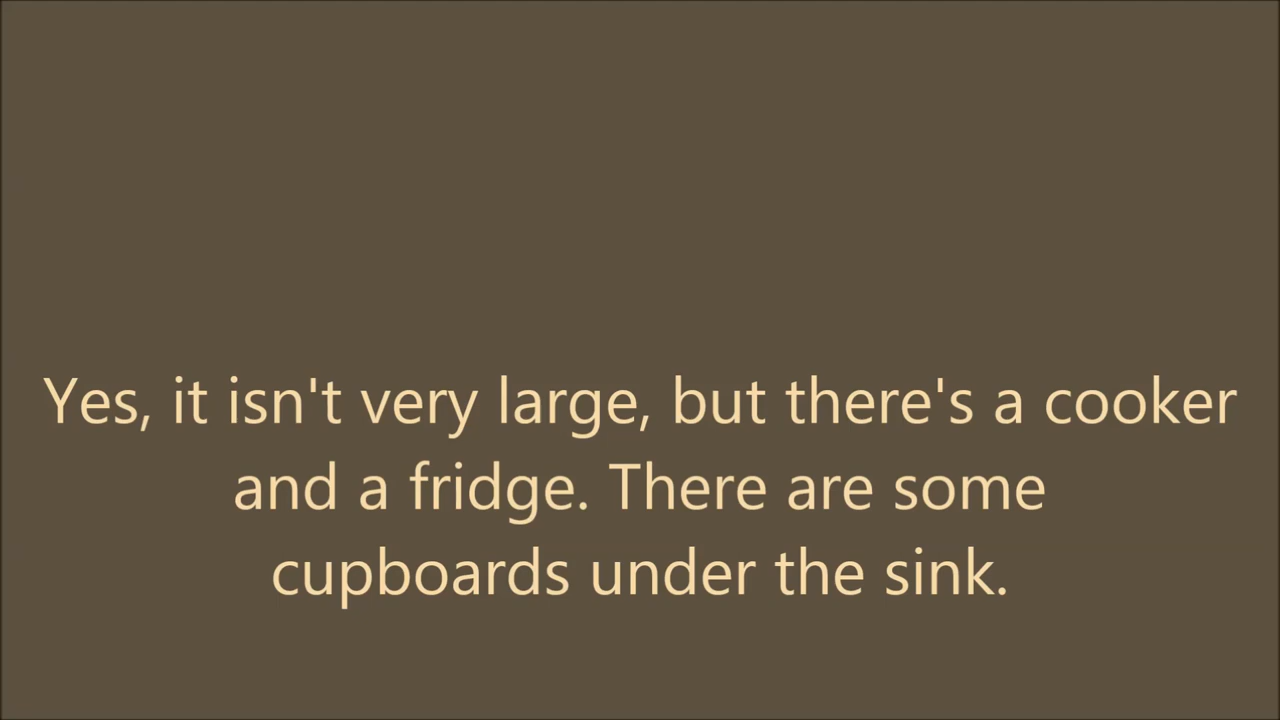 Yes, it isn't very large, but there's a cooker
and a fridge. There are some
cupboards under the sink.